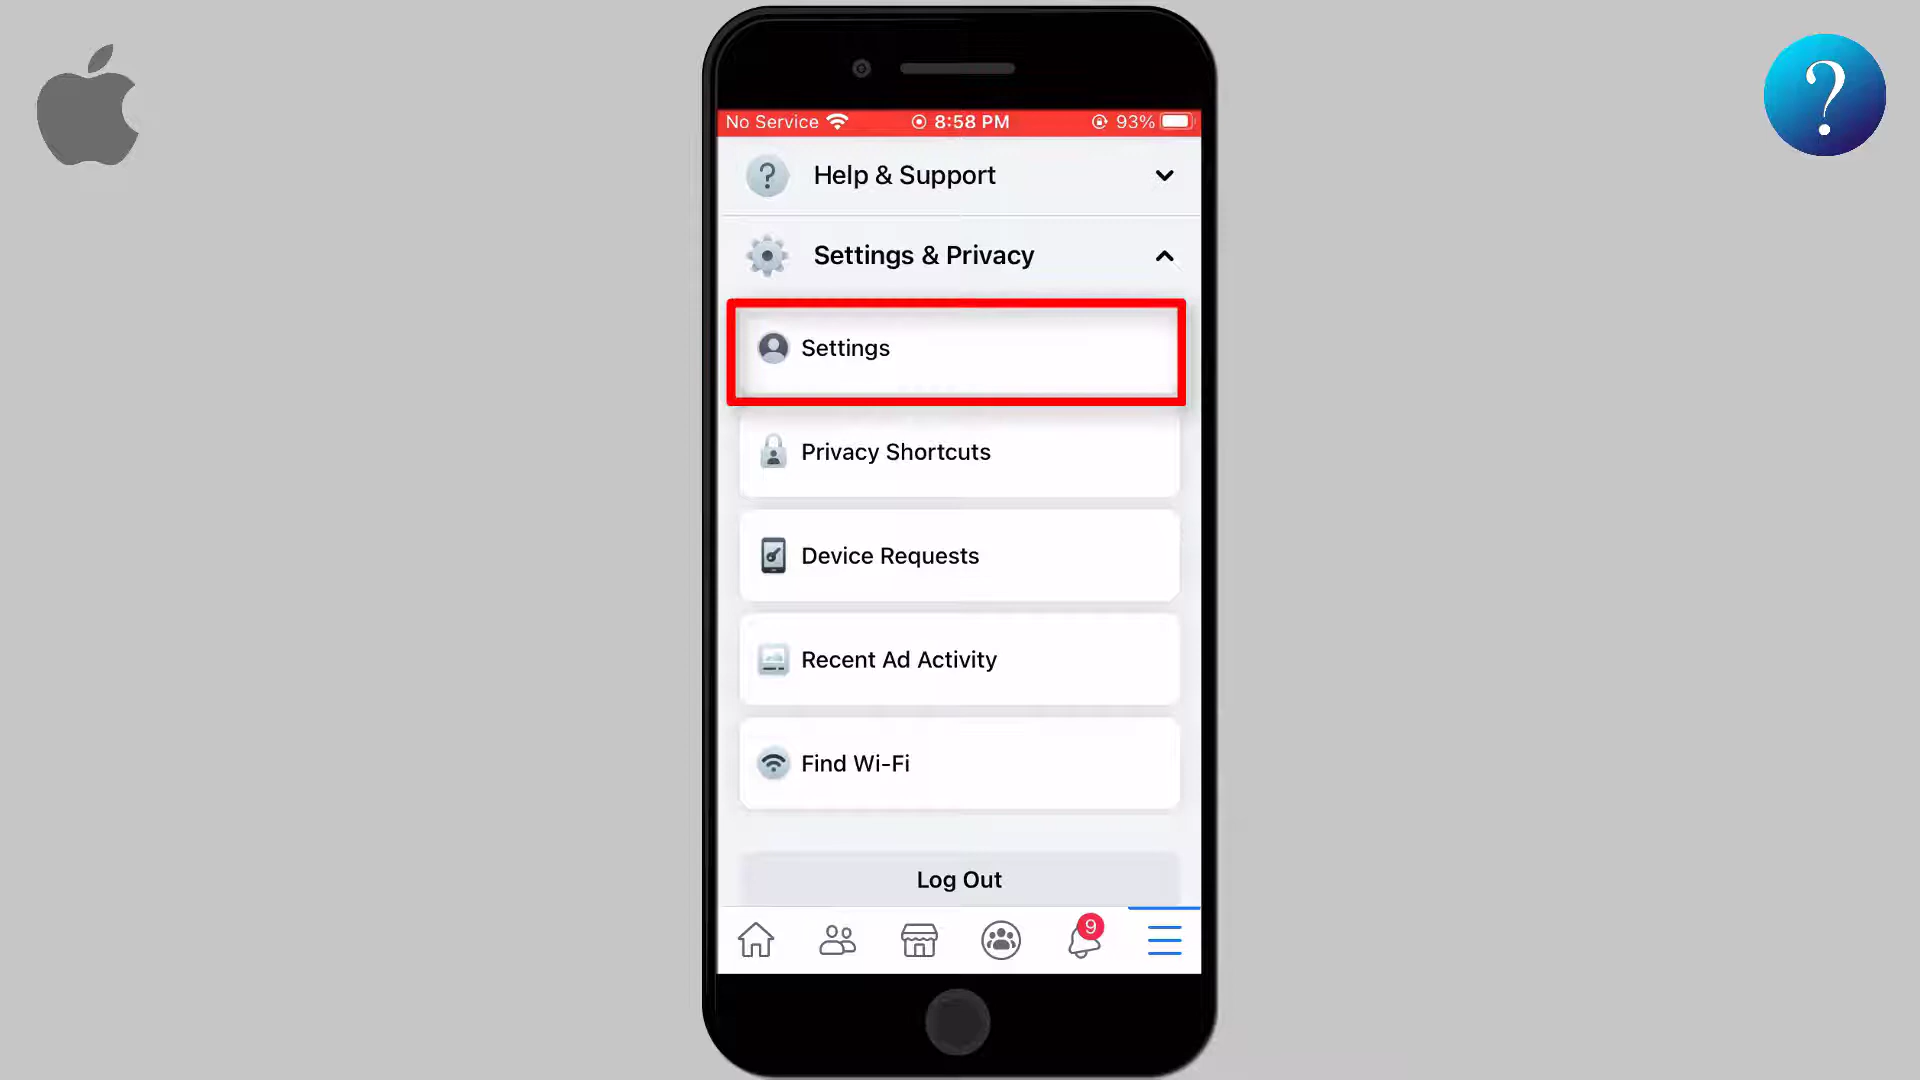 No Service 8:58 PM 93%
Help & Support
Settings & Privacy
Settings
Privacy Shortcuts
Device Requests
Recent Ad Activity
Find Wi-Fi
Log Out
9
?